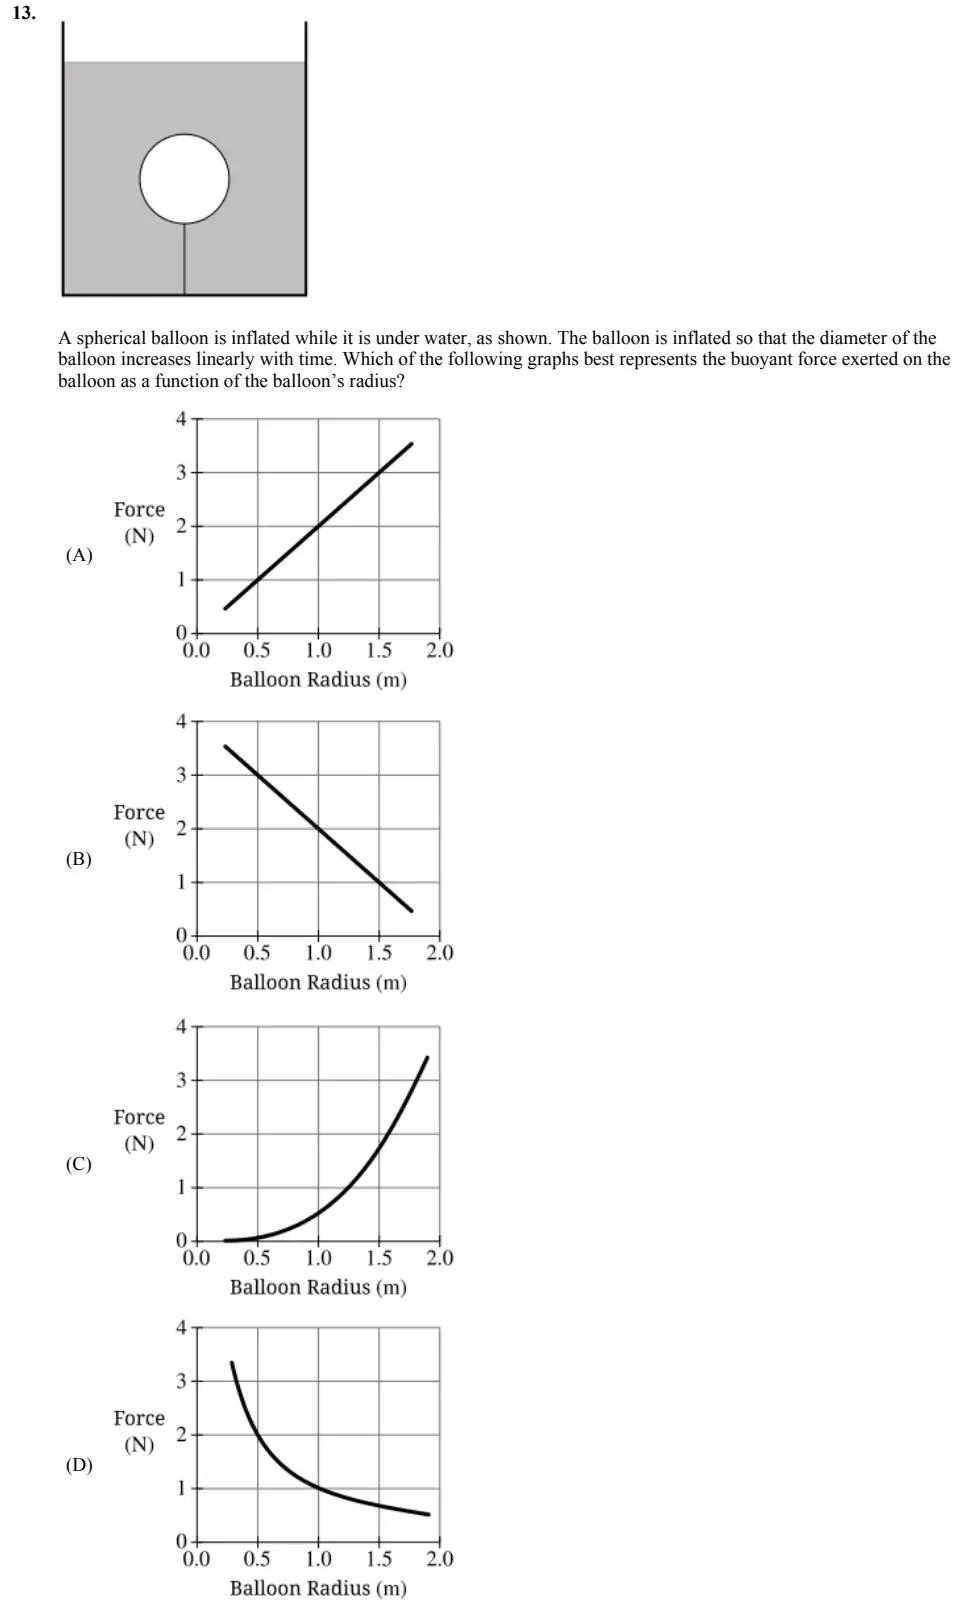 13.
A spherical balloon is inflated while it is under water, as shown. The balloon is inflated so that the diameter of the
balloon increases linearly with time. Which of the following graphs best represents the buoyant force exerted on the
balloon as a function of the balloon’s radius?
(A)
Force
(N)
4
3
2
1
0
0.0 0.5 1.0 1.5 2.0
Balloon Radius (m)
(B)
Force
(N)
4
3
2
1
0
0.0 0.5 1.0 1.5 2.0
Balloon Radius (m)
(C)
Force
(N)
4
3
2
1
0
0.0 0.5 1.0 1.5 2.0
Balloon Radius (m)
(D)
Force
(N)
4
3
2
1
0
0.0 0.5 1.0 1.5 2.0
Balloon Radius (m)